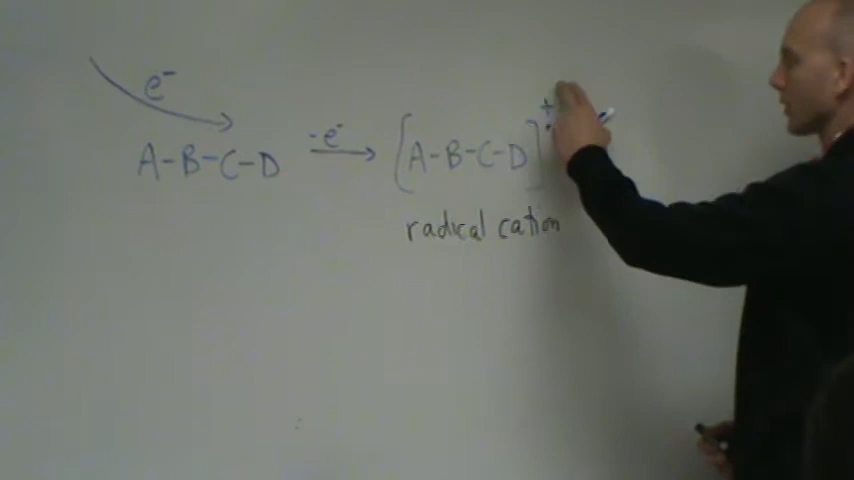 e⁻
A-B-C-D -e⁻ → [A-B-C-D]⁺•
radical cation